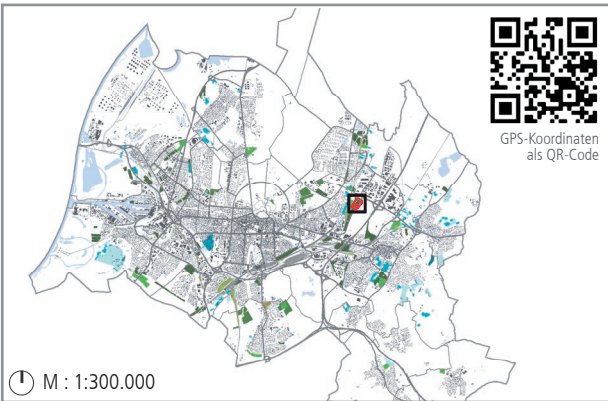 GPS-Koordinaten
als QR-Code
M : 1:300.000